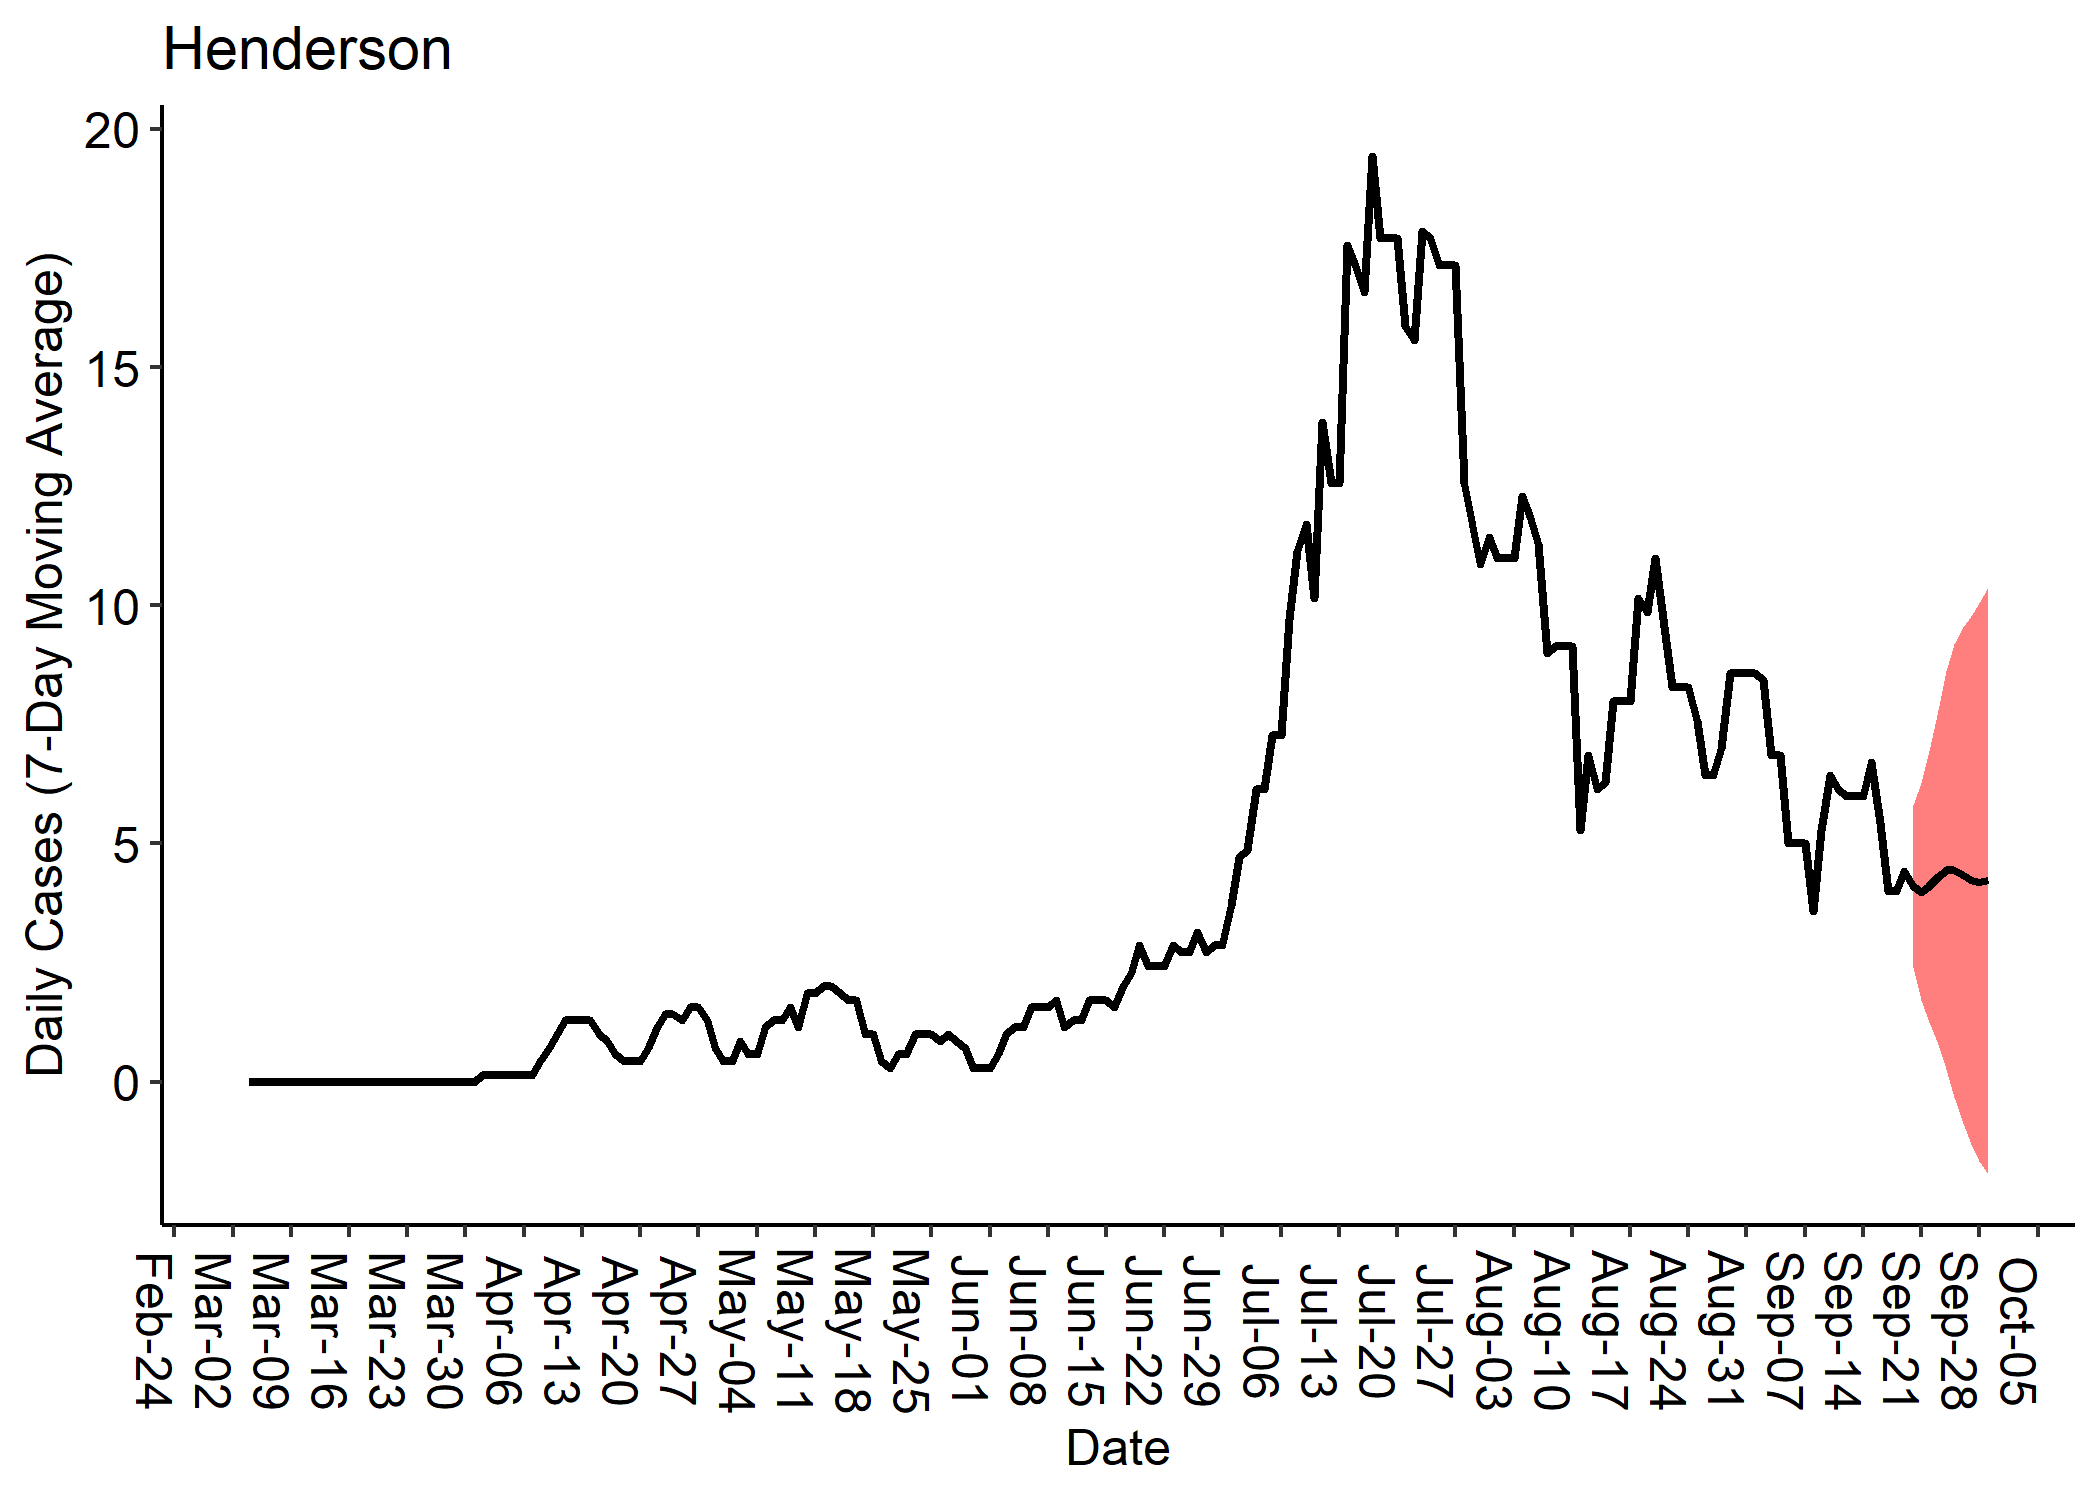 Henderson
Daily Cases (7-Day Moving Average)
20
15
10
5
0
Feb-24
Mar-02
Mar-09
Mar-16
Mar-23
Mar-30
Apr-06
Apr-13
Apr-20
Apr-27
May-04
May-11
May-18
May-25
Jun-01
Jun-08
Jun-15
Jun-22
Jun-29
Jul-06
Jul-13
Jul-20
Jul-27
Aug-03
Aug-10
Aug-17
Aug-24
Aug-31
Sep-07
Sep-14
Sep-21
Sep-28
Oct-05
Date